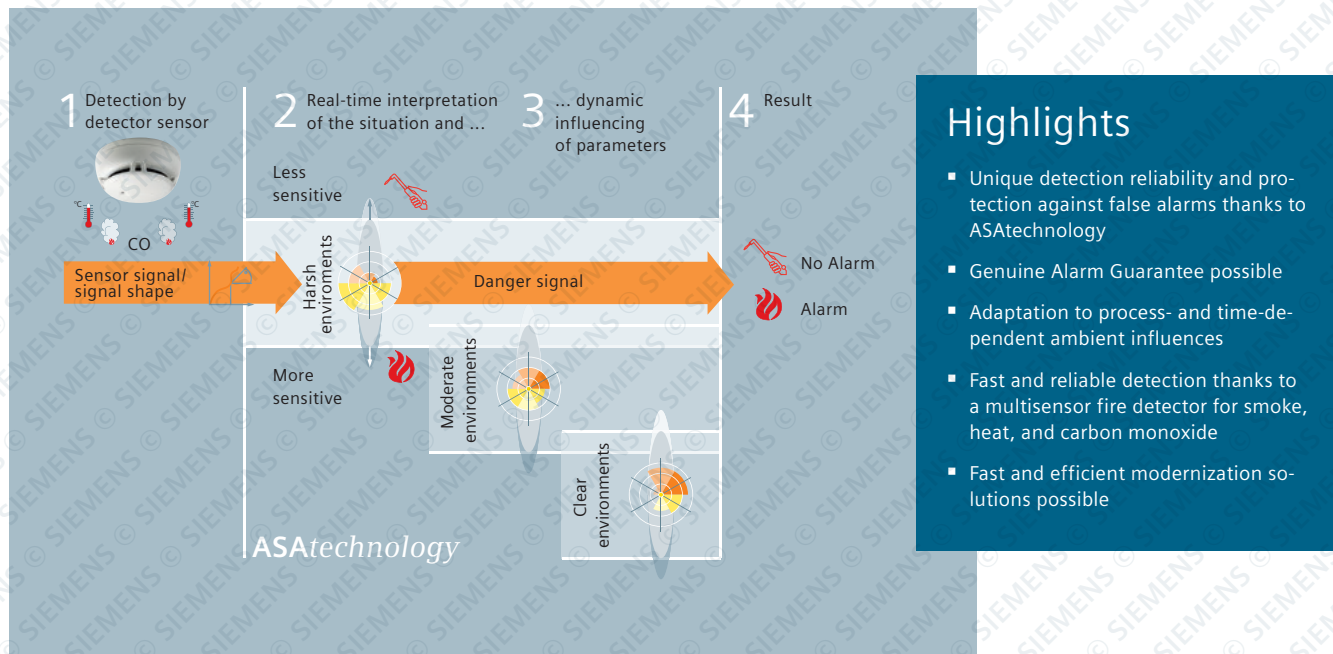 1 Detection by
detector sensor
2 Real-time interpretation
of the situation and ...
3 ... dynamic
influencing
of parameters
4 Result
Less
sensitive
°C
°C
CO
Sensor signal/
signal shape
Harsh
enviroments
Danger signal
No Alarm
Alarm
More
sensitive
Moderate
environments
Clear
environments
ASAtechnology
Highlights
▪ Unique detection reliability and pro-
tection against false alarms thanks to
ASAtechnology
▪ Genuine Alarm Guarantee possible
▪ Adaptation to process- and time-de-
pendent ambient influences
▪ Fast and reliable detection thanks to
a multisensor fire detector for smoke,
heat, and carbon monoxide
▪ Fast and efficient modernization so-
lutions possible
© SIEMENS